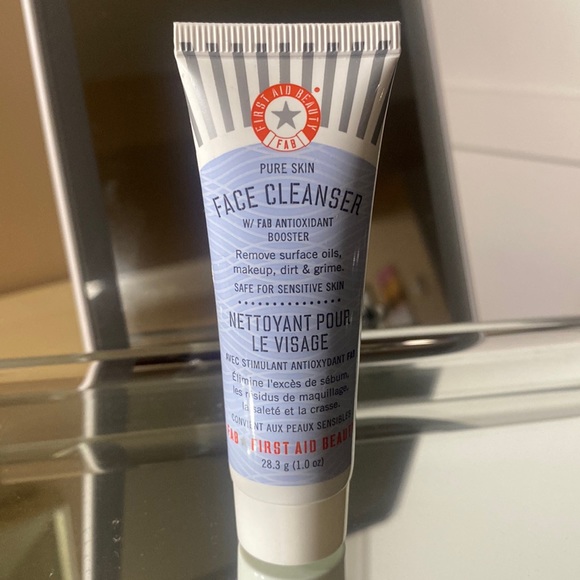 FIRST AID BEAUTY
FAB
PURE SKIN
FACE CLEANSER
W/ FAB ANTIOXIDANT
BOOSTER
Remove surface oils,
makeup, dirt & grime.
SAFE FOR SENSITIVE SKIN
NETTOYANT POUR
LE VISAGE
AVEC STIMULANT ANTIOXYDANT FAB
Élimine l'excès de sébum,
les résidus de maquillage,
la saleté et la crasse.
CONVIENT AUX PEAUX SENSIBLES
FAB FIRST AID BEAUTY
28.3 g (1.0 oz)